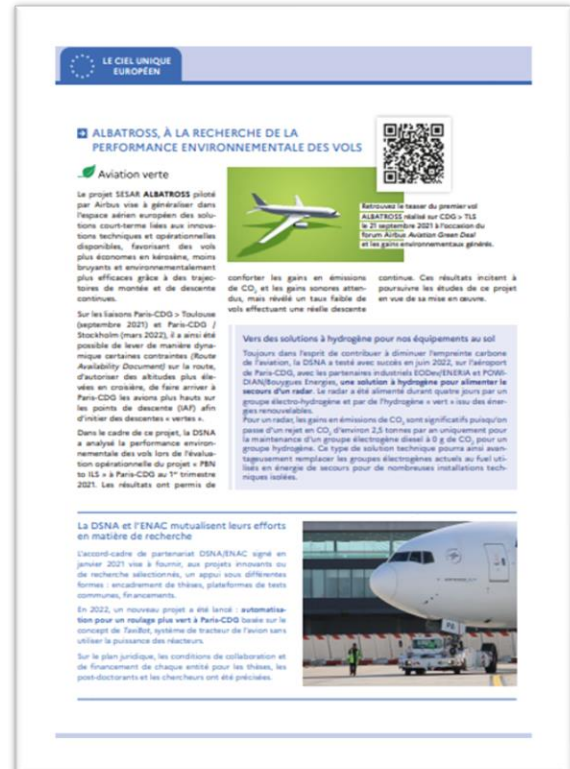 LE CIEL UNIQUE
EUROPÉEN
ALBATROSS, À LA RECHERCHE DE LA
PERFORMANCE ENVIRONNEMENTALE DES VOLS
Aviation verte
Le projet SESAR ALBATROSS piloté
par Airbus vise à généraliser dans
l'espace aérien européen des solu-
tions court-terme liées aux innova-
tions techniques et opérationnelles
disponibles, favorisant des vols
plus économes en kérosène, moins
bruyants et environnementalement
plus efficaces grâce à des trajec-
toires de montée et de descente
continues.
Sur les liaisons Paris-CDG > Toulouse
(septembre 2021) et Paris-CDG /
Stockholm (mars 2022), il a ainsi été
possible de lever de manière dyna-
mique certaines contraintes (Route
Availability Document) sur la route,
d'autoriser des altitudes plus éle-
vées en croisière, de faire arriver à
Paris-CDG les avions plus hauts sur
les points de descente (IAF) afin
d'initier des descentes « vertes ».
Dans le cadre de ce projet, la DSNA
a analysé la performance environ-
nementale des vols lors de l'évalua-
tion opérationnelle du projet « PBN
to ILS » à Paris-CDG au 1er trimestre
2021. Les résultats ont permis de
Retrouvez le teaser du premier vol
ALBATROSS réalisé sur CDG > TLS
le 21 septembre 2021 à l'occasion du
forum Airbus Aviation Green Deal
et les gains environnementaux générés.
conforter les gains en émissions
de CO2 et les gains sonores atten-
dus, mais révélé un taux faible de
vols effectuant une réelle descente
continue. Ces résultats incitent à
poursuivre les études de ce projet
en vue de sa mise en œuvre.
Vers des solutions à hydrogène pour nos équipements au sol
Toujours dans l'esprit de contribuer à diminuer l'empreinte carbone
de l'aviation, la DSNA a testé avec succès en juin 2022, sur l'aéroport
de Paris-CDG, avec les partenaires industriels EODev/ENERIA et POWI-
DIAN/Bouygues Energies, une solution à hydrogène pour alimenter le
secours d'un radar. Le radar a été alimenté durant quatre jours par un
groupe électro-hydrogène et par de l'hydrogène « vert » issu des éner-
gies renouvelables.
Pour un radar, les gains en émissions de CO2 sont significatifs puisqu'on
passe d'un rejet en CO2 d'environ 2,5 tonnes par an uniquement pour
la maintenance d'un groupe électrogène diesel à 0 g de CO2 pour un
groupe hydrogène. Ce type de solution technique pourra ainsi avan-
tageusement remplacer les groupes électrogènes actuels au fuel uti-
lisés en énergie de secours pour de nombreuses installations tech-
niques isolées.
La DSNA et l'ENAC mutualisent leurs efforts
en matière de recherche
L'accord-cadre de partenariat DSNA/ENAC signé en
janvier 2021 vise à fournir, aux projets innovants ou
de recherche sélectionnés, un appui sous différentes
formes : encadrement de thèses, plateformes de tests
communes, financements.
En 2022, un nouveau projet a été lancé : automatisa-
tion pour un roulage plus vert à Paris-CDG basée sur le
concept de TaxiBot, système de tracteur de l'avion sans
utiliser la puissance des réacteurs.
Sur le plan juridique, les conditions de collaboration et
de financement de chaque entité pour les thèses, les
post-doctorants et les chercheurs ont été précisées.